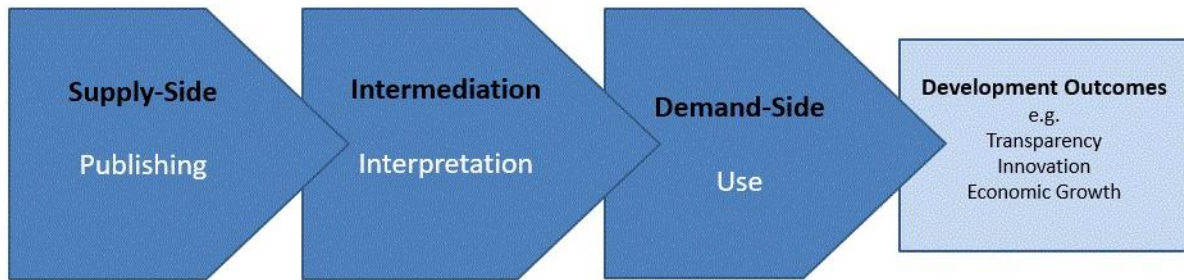 Supply-Side
Publishing
Intermediation
Interpretation
Demand-Side
Use
Development Outcomes
e.g.
Transparency
Innovation
Economic Growth